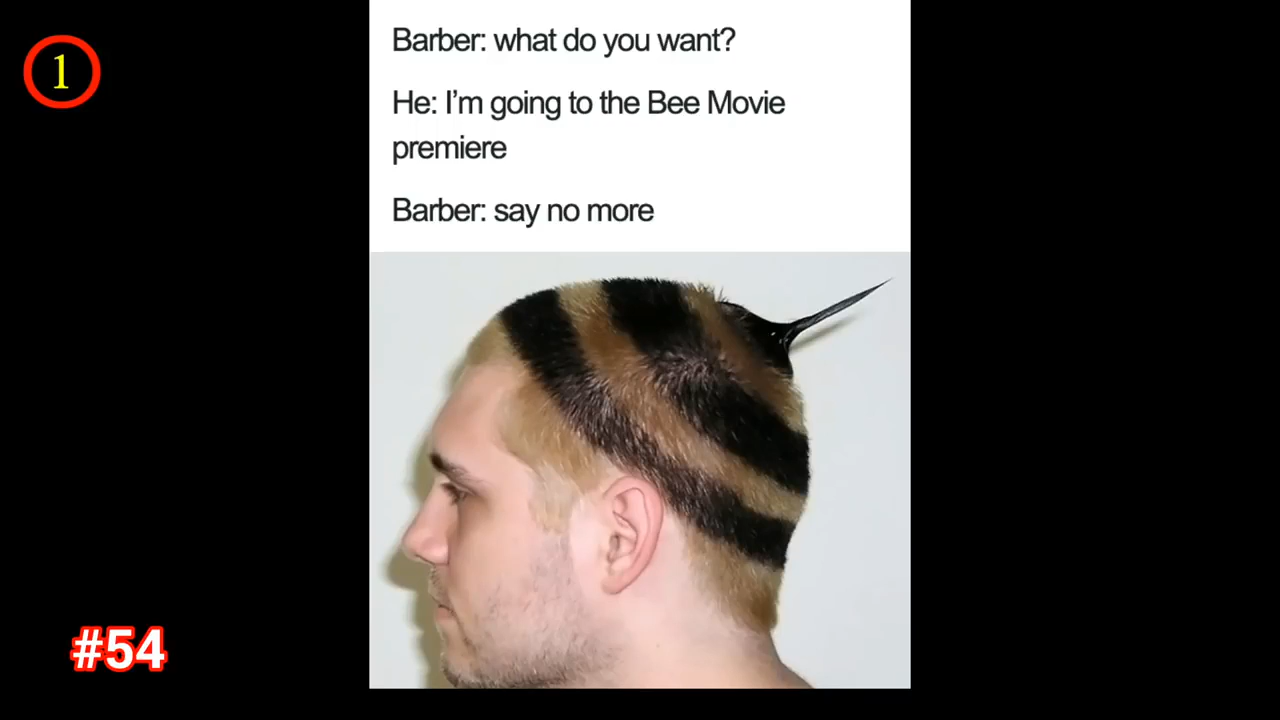 1
Barber: what do you want?
He: I'm going to the Bee Movie
premiere
Barber: say no more
#54